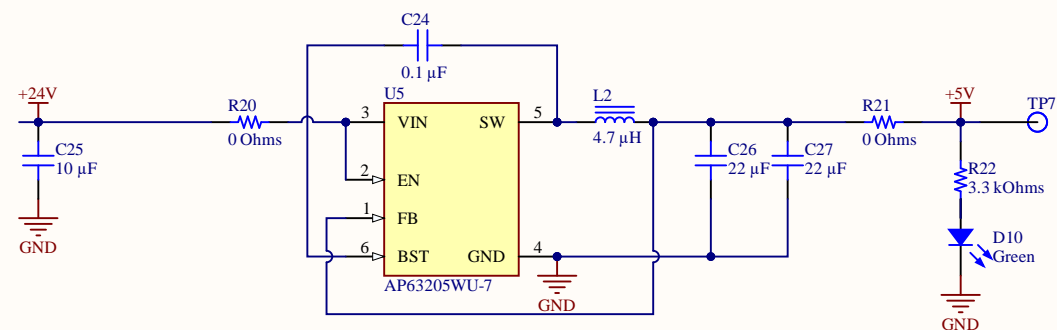 C24
0.1 µF
+24V
R20
0 Ohms
C25
10 µF
GND
U5
3 VIN
SW 5
2 EN
1 FB
6 BST
GND 4
AP63205WU-7
GND
L2
4.7 µH
C26
22 µF
C27
22 µF
R21
0 Ohms
+5V
TP7
R22
3.3 kOhms
D10
Green
GND